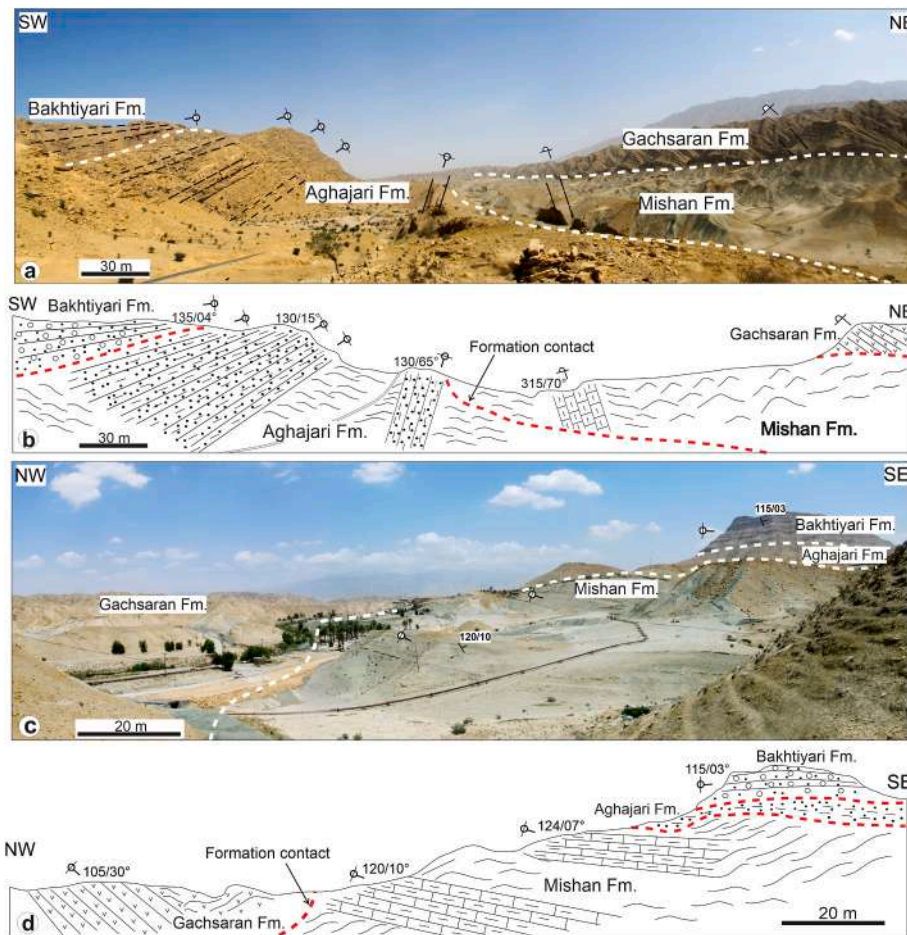 SW NE
Bakhtiyari Fm.
Gachsaran Fm.
Aghajari Fm.
Mishan Fm.
a 30 m
SW NE
Bakhtiyari Fm. 135/04° 130/15°
Gachsaran Fm.
Formation contact
130/65°
315/70°
Aghajari Fm.
Mishan Fm.
b 30 m
NW SE
115/03
Bakhtiyari Fm.
Aghajari Fm.
Mishan Fm.
Gachsaran Fm.
120/10
c 20 m
Bakhtiyari Fm.
115/03°
SE
Aghajari Fm.
124/07°
NW
Formation contact
105/30° 120/10°
Mishan Fm.
Gachsaran Fm.
d 20 m